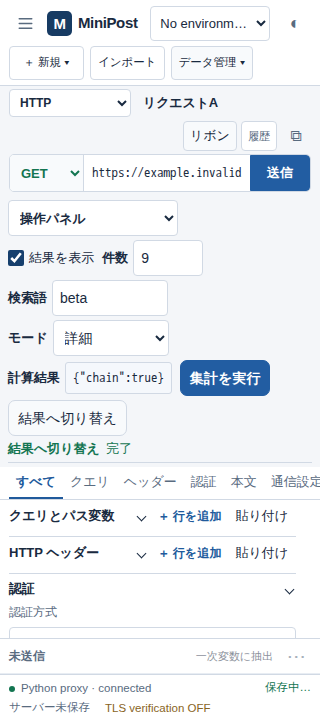 M MiniPost No environm…
＋ 新規 ▾ インポート データ管理 ▾
HTTP リクエストA
リボン 履歴
GET https://example.invalid 送信
操作パネル
結果を表示 件数 9
検索語 beta
モード 詳細
計算結果 {"chain":true} 集計を実行
結果へ切り替え
結果へ切り替え 完了
すべて クエリ ヘッダー 認証 本文 通信設定
クエリとパス変数 ＋ 行を追加 貼り付け
HTTP ヘッダー ＋ 行を追加 貼り付け
認証
認証方式
未送信 一次変数に抽出 ···
Python proxy · connected 保存中…
サーバー未保存 TLS verification OFF